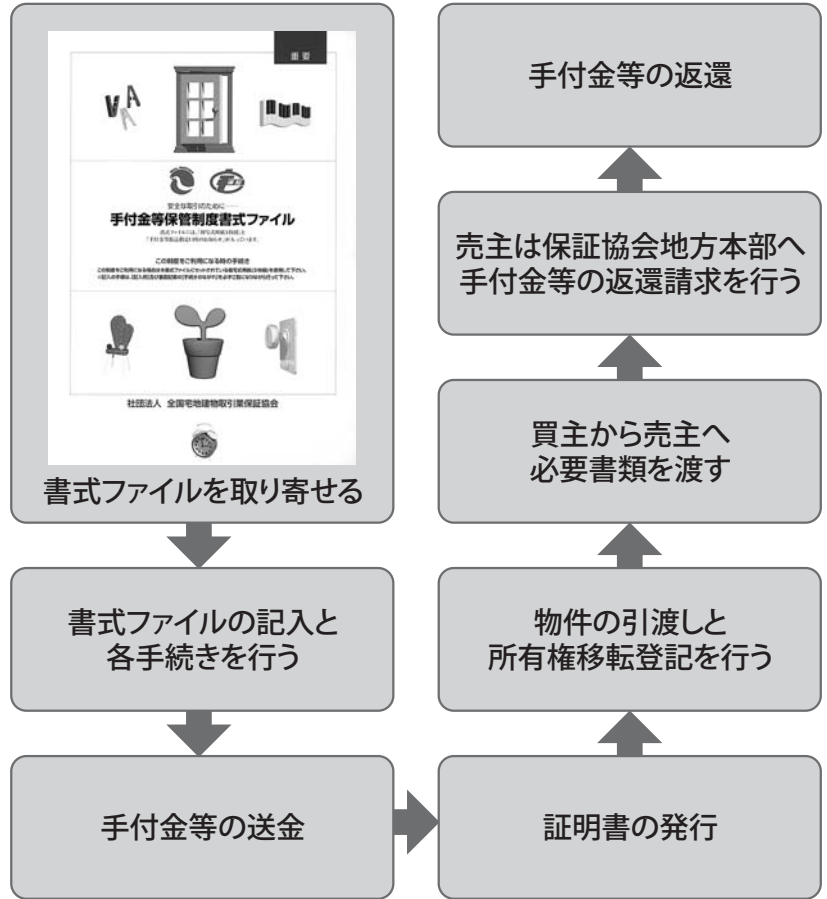 重要
安全な取引のために――
手付金等保管制度書式ファイル
この制度をご利用になる時の手続き
社団法人 全国宅地建物取引業保証協会
書式ファイルを取り寄せる
書式ファイルの記入と
各手続きを行う
手付金等の送金
証明書の発行
物件の引渡しと
所有権移転登記を行う
買主から売主へ
必要書類を渡す
売主は保証協会地方本部へ
手付金等の返還請求を行う
手付金等の返還